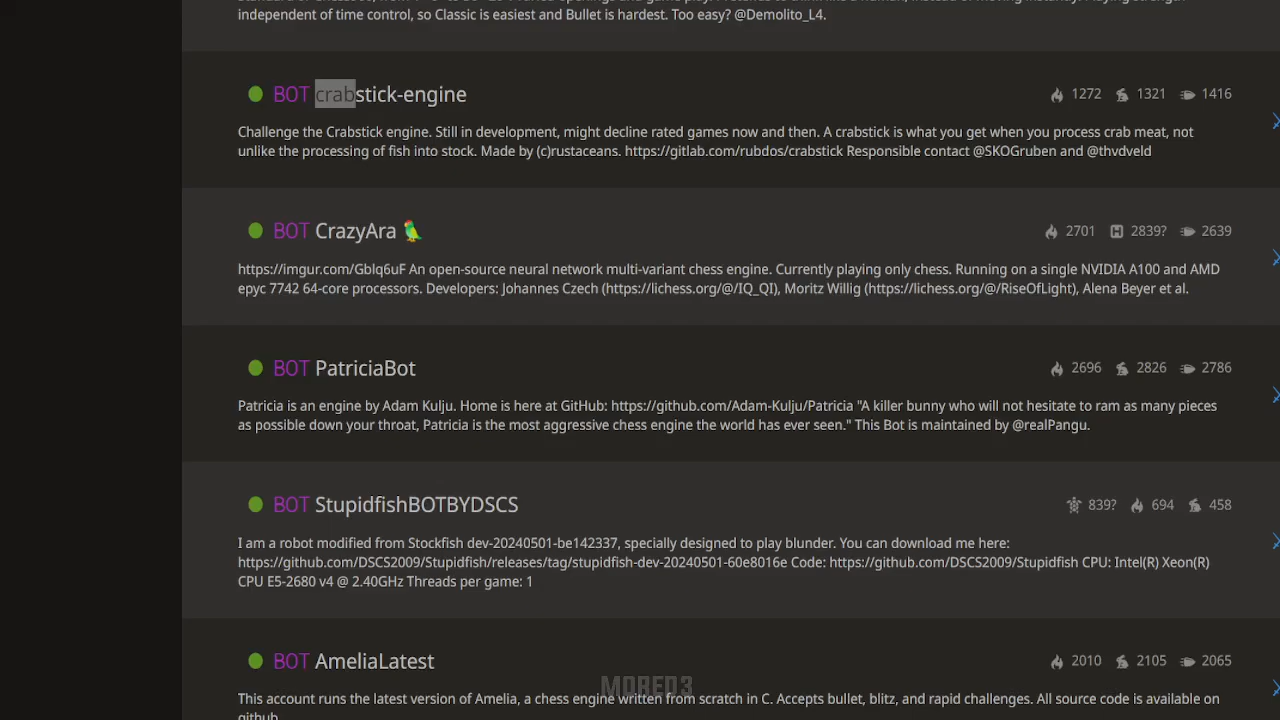 independent of time control, so Classic is easiest and Bullet is hardest. Too easy? @Demolito_L4.
BOT crabstick-engine 1272 1321 1416
Challenge the Crabstick engine. Still in development, might decline rated games now and then. A crabstick is what you get when you process crab meat, not
unlike the processing of fish into stock. Made by (c)rustaceans. https://gitlab.com/rubdos/crabstick Responsible contact @SKOGruben and @thvdveld
BOT CrazyAra 2701 2839? 2639
https://imgur.com/Gblq6uF An open-source neural network multi-variant chess engine. Currently playing only chess. Running on a single NVIDIA A100 and AMD
epyc 7742 64-core processors. Developers: Johannes Czech (https://lichess.org/@/IQ_QI), Moritz Willig (https://lichess.org/@/RiseOfLight), Alena Beyer et al.
BOT PatriciaBot 2696 2826 2786
Patricia is an engine by Adam Kulju. Home is here at GitHub: https://github.com/Adam-Kulju/Patricia "A killer bunny who will not hesitate to ram as many pieces
as possible down your throat, Patricia is the most aggressive chess engine the world has ever seen." This Bot is maintained by @realPangu.
BOT StupidfishBOTBYDSCS 839? 694 458
I am a robot modified from Stockfish dev-20240501-be142337, specially designed to play blunder. You can download me here:
https://github.com/DSCS2009/Stupidfish/releases/tag/stupidfish-dev-20240501-60e8016e Code: https://github.com/DSCS2009/Stupidfish CPU: Intel(R) Xeon(R)
CPU E5-2680 v4 @ 2.40GHz Threads per game: 1
BOT AmeliaLatest 2010 2105 2065
MORED3
This account runs the latest version of Amelia, a chess engine written from scratch in C. Accepts bullet, blitz, and rapid challenges. All source code is available on
github